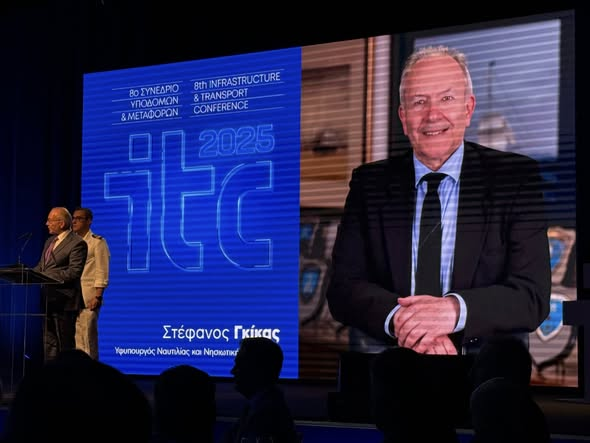 8ο ΣΥΝΕΔΡΙΟ
ΥΠΟΔΟΜΩΝ
& ΜΕΤΑΦΟΡΩΝ
8th INFRASTRUCTURE
& TRANSPORT
CONFERENCE
2025
itc
Στέφανος Γκίκας
Υφυπουργός Ναυτιλίας και Νησιωτικ